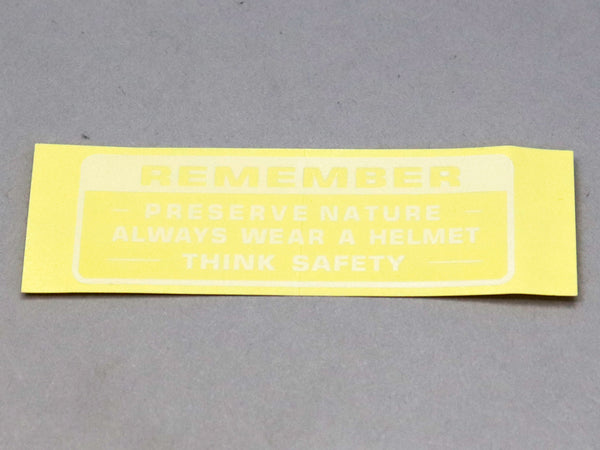 REMEMBER
PRESERVE NATURE
ALWAYS WEAR A HELMET
THINK SAFETY